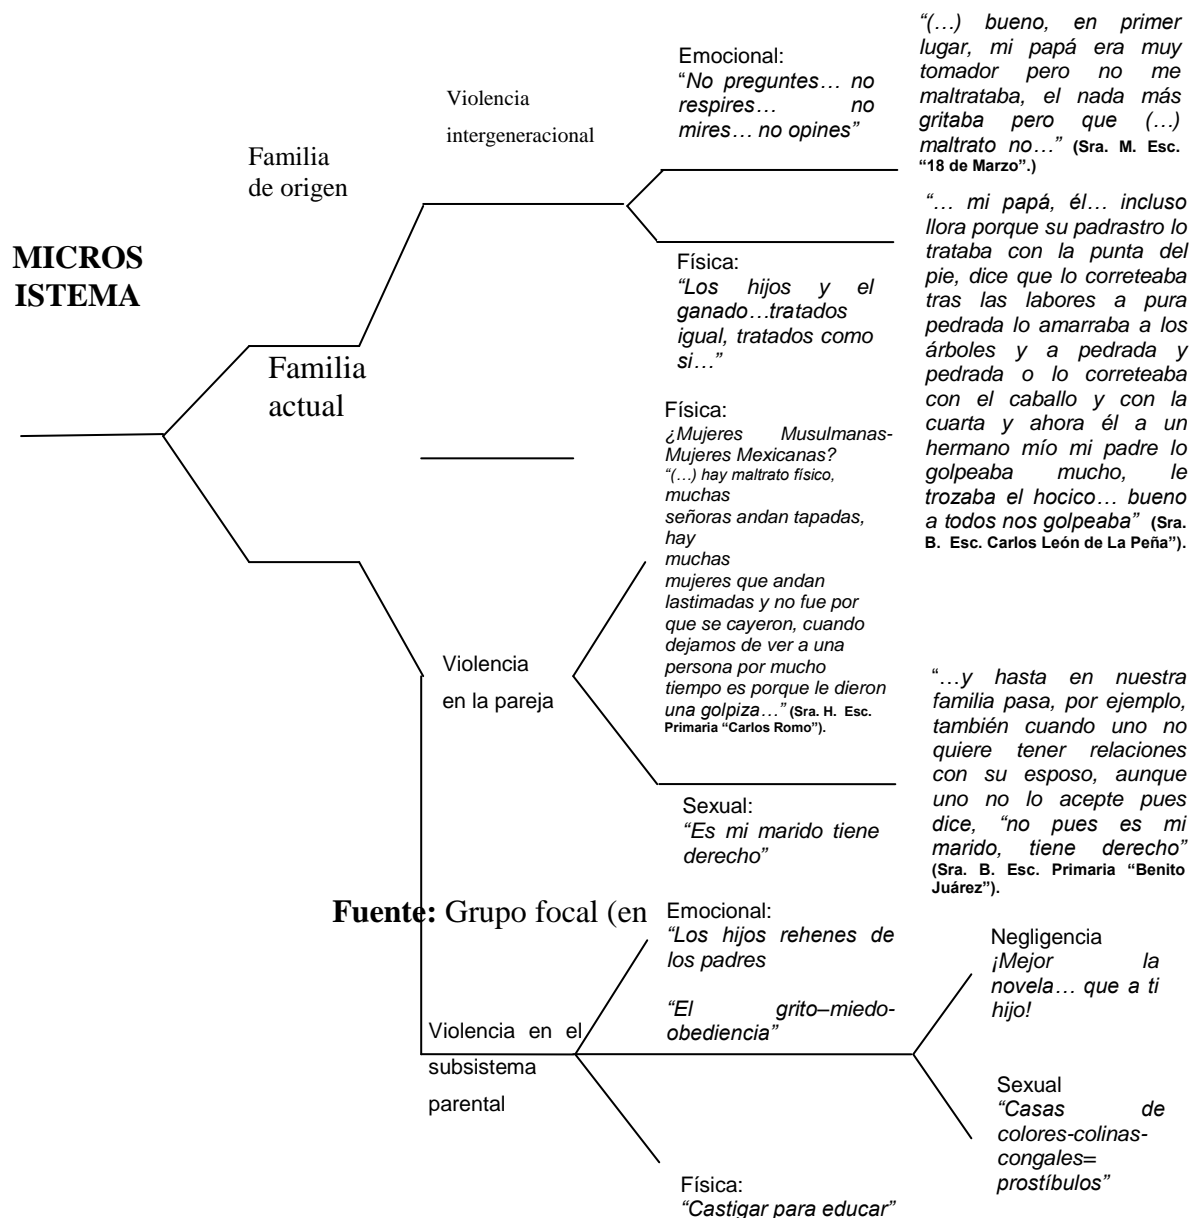 MICROS
ISTEMA
Familia
de origen
Violencia
intergeneracional
Emocional:
“No preguntes… no
respires… no
mires… no opines”
“(…) bueno, en primer
lugar, mi papá era muy
tomador pero no me
maltrataba, el nada más
gritaba pero que (…)
maltrato no…” (Sra. M. Esc.
“18 de Marzo”.)
Física:
“Los hijos y el
ganado…tratados
igual, tratados como
si…”
“… mi papá, él… incluso
llora porque su padrastro lo
trataba con la punta del
pie, dice que lo correteaba
tras las labores a pura
pedrada lo amarraba a los
árboles y a pedrada y
pedrada o lo correteaba
con el caballo y con la
cuarta y ahora él a un
hermano mío mi padre lo
golpeaba mucho, le
trozaba el hocico… bueno
a todos nos golpeaba” (Sra.
B. Esc. Carlos León de La Peña”).
Familia
actual
Violencia
en la pareja
Física:
¿Mujeres Musulmanas-
Mujeres Mexicanas?
“(…) hay maltrato físico,
muchas
señoras andan tapadas,
hay
muchas
mujeres que andan
lastimadas y no fue por
que se cayeron, cuando
dejamos de ver a una
persona por mucho
tiempo es porque le dieron
una golpiza…” (Sra. H. Esc.
Primaria “Carlos Romo”).
Sexual:
“Es mi marido tiene
derecho”
“…y hasta en nuestra
familia pasa, por ejemplo,
también cuando uno no
quiere tener relaciones
con su esposo, aunque
uno no lo acepte pues
dice, “no pues es mi
marido, tiene derecho”
(Sra. B. Esc. Primaria “Benito
Juárez”).
Fuente: Grupo focal (en
Violencia en el
subsistema
parental
Emocional:
“Los hijos rehenes de
los padres
“El grito–miedo-
obediencia”
Negligencia
¡Mejor la
novela… que a ti
hijo!
Sexual
“Casas de
colores-colinas-
congales=
prostíbulos”
Física:
“Castigar para educar”